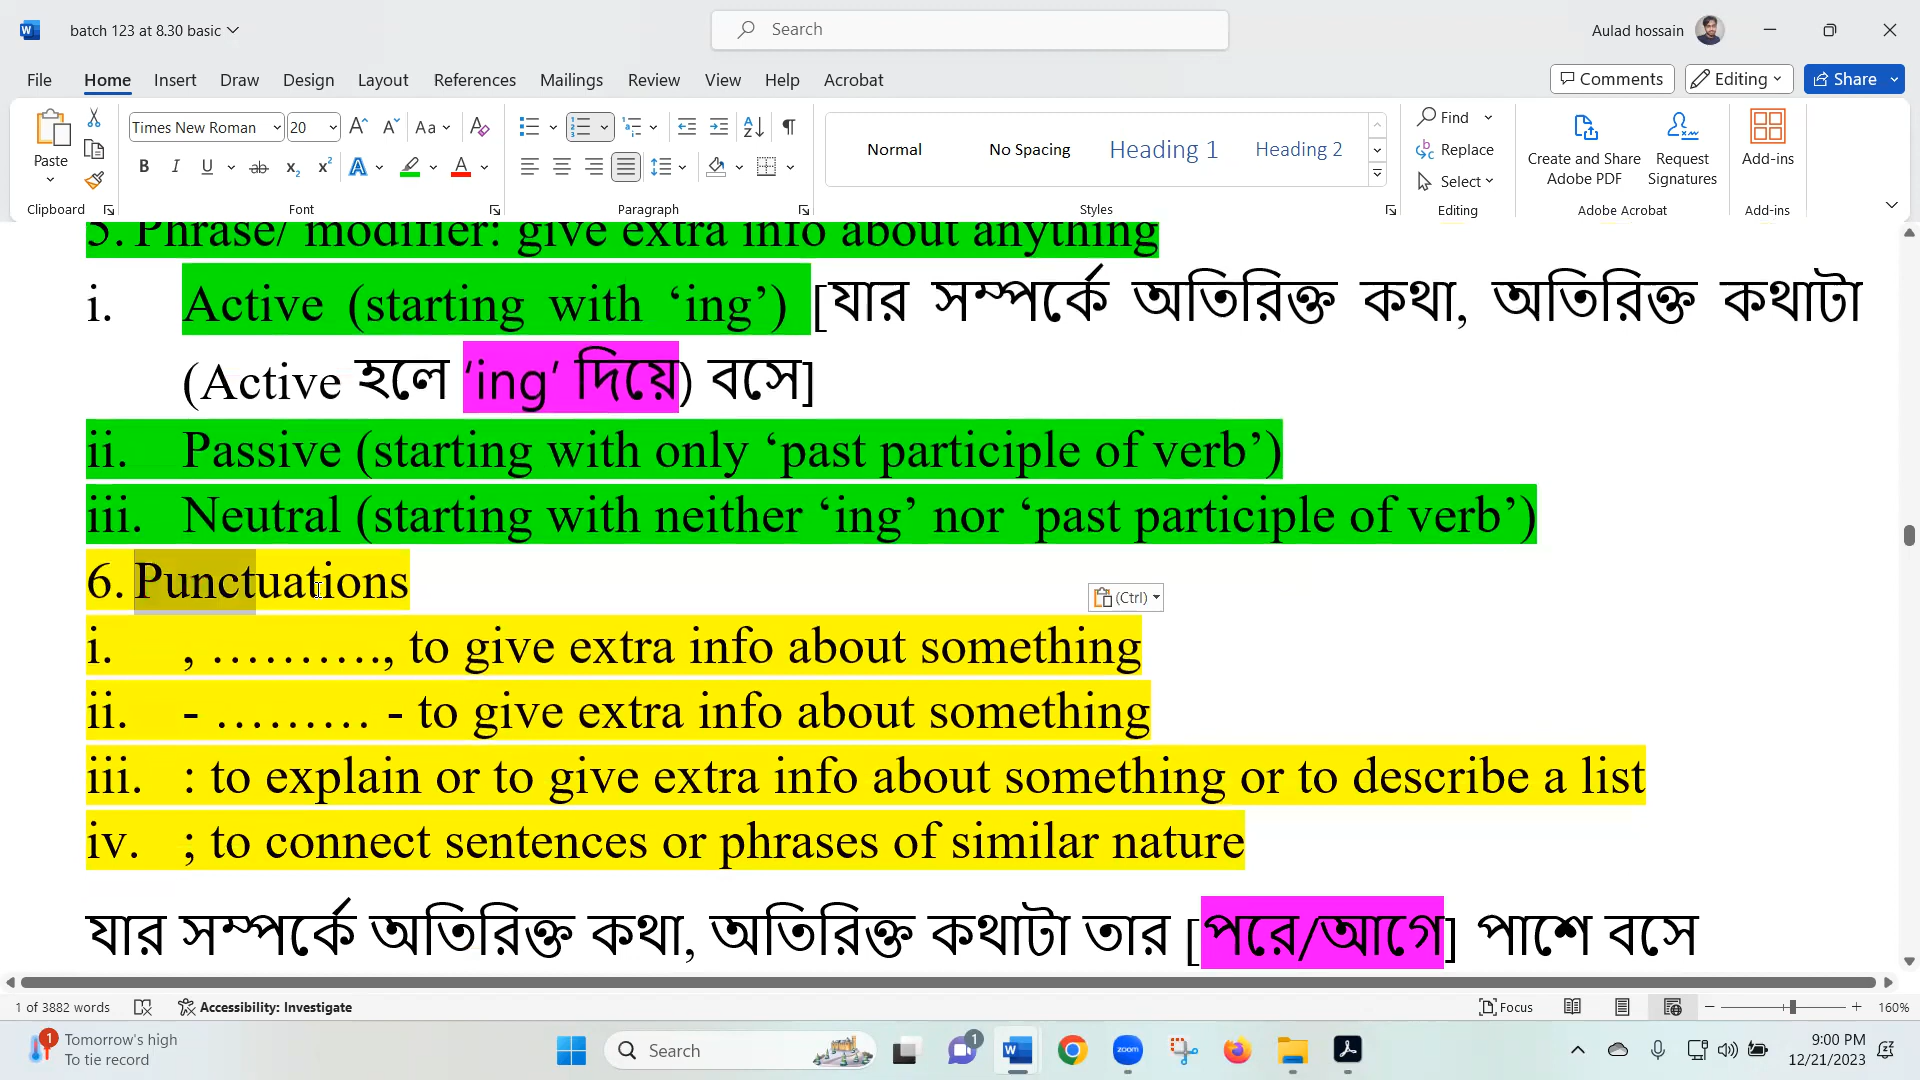 batch 123 at 8.30 basic
Search
Aulad hossain
File Home Insert Draw Design Layout References Mailings Review View Help Acrobat
Comments Editing Share
Paste
Times New Roman 20
Aa
Normal No Spacing Heading 1 Heading 2
Find
Replace
Select
Create and Share Adobe PDF
Request Signatures
Add-ins
Clipboard Font Paragraph Styles Editing Adobe Acrobat Add-ins
5. Phrase/ modifier: give extra info about anything
i. Active (starting with ‘ing’) [যার সম্পর্কে অতিরিক্ত কথা, অতিরিক্ত কথাটা
(Active হলে ‘ing’ দিয়ে) বসে]
ii. Passive (starting with only ‘past participle of verb’)
iii. Neutral (starting with neither ‘ing’ nor ‘past participle of verb’)
6. Punctuations
(Ctrl)
i. , ………., to give extra info about something
ii. - ……… - to give extra info about something
iii. : to explain or to give extra info about something or to describe a list
iv. ; to connect sentences or phrases of similar nature
যার সম্পর্কে অতিরিক্ত কথা, অতিরিক্ত কথাটা তার [পরে/আগে] পাশে বসে
1 of 3882 words Accessibility: Investigate Focus 160%
Tomorrow's high
To tie record
Search
1
1
zoom
9:00 PM
12/21/2023